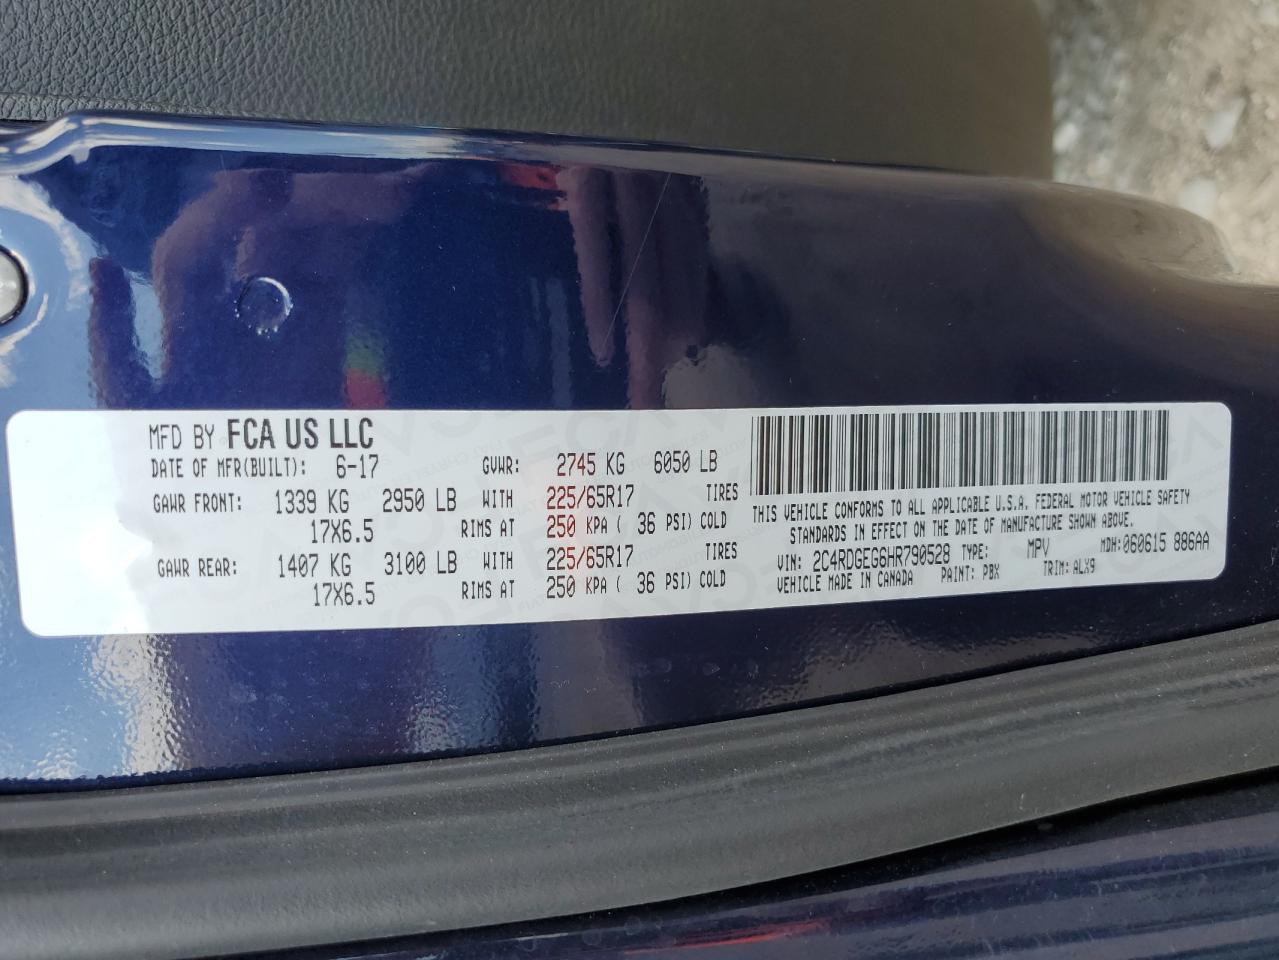 MFD BY FCA US LLC
DATE OF MFR(BUILT): 6-17 GVWR: 2745 KG 6050 LB
GAWR FRONT: 1339 KG 2950 LB WITH 225/65R17 TIRES
17X6.5 RIMS AT 250 KPA ( 36 PSI) COLD
GAWR REAR: 1407 KG 3100 LB WITH 225/65R17 TIRES
17X6.5 RIMS AT 250 KPA ( 36 PSI) COLD
THIS VEHICLE CONFORMS TO ALL APPLICABLE U.S.A. FEDERAL MOTOR VEHICLE SAFETY
STANDARDS IN EFFECT ON THE DATE OF MANUFACTURE SHOWN ABOVE.
VIN: 2C4RDGEG6HR790528 TYPE: MPV MDH:060615 886AA
VEHICLE MADE IN CANADA PAINT: PBX TRIM: ALX9